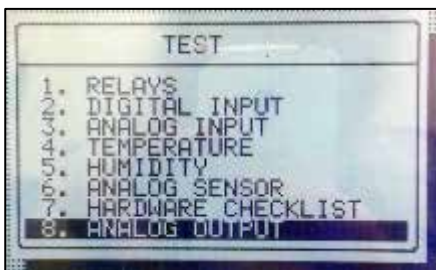 TEST
1. RELAYS
2. DIGITAL INPUT
3. ANALOG INPUT
4. TEMPERATURE
5. HUMIDITY
6. ANALOG SENSOR
7. HARDWARE CHECKLIST
8. ANALOG OUTPUT